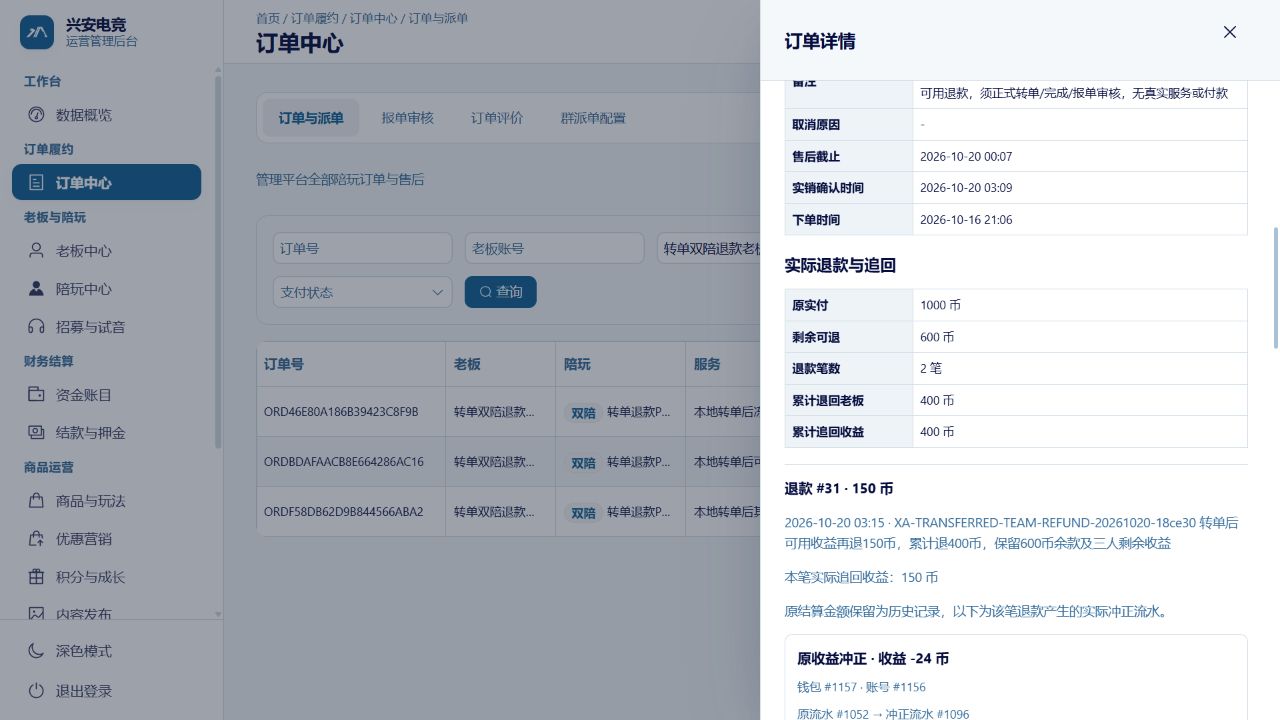 兴安电竞
运营管理后台
工作台
数据概览
订单履约
订单中心
老板与陪玩
老板中心
陪玩中心
招募与试音
财务结算
资金账目
结款与押金
商品运营
商品与玩法
优惠营销
积分与成长
内容发布
深色模式
退出登录
首页 / 订单履约 / 订单中心 / 订单与派单
订单中心
订单与派单 报单审核 订单评价 群派单配置
管理平台全部陪玩订单与售后
订单号 老板账号 转单双陪退款老
支付状态 查询
订单号 老板 陪玩 服务
ORD46E80A186B39423C8F9B 转单双陪退款... 双陪 转单退款P... 本地转单后冻
ORDBDAFAACB8E664286AC16 转单双陪退款... 双陪 转单退款P... 本地转单后可
ORDF58DB62D9B844566ABA2 转单双陪退款... 双陪 转单退款P... 本地转单后其
订单详情
备注 可用退款，须正式转单/完成/报单审核，无真实服务或付款
取消原因 -
售后截止 2026-10-20 00:07
实销确认时间 2026-10-20 03:09
下单时间 2026-10-16 21:06
实际退款与追回
原实付 1000 币
剩余可退 600 币
退款笔数 2 笔
累计退回老板 400 币
累计追回收益 400 币
退款 #31 · 150 币
2026-10-20 03:15 · XA-TRANSFERRED-TEAM-REFUND-20261020-18ce30 转单后
可用收益再退150币，累计退400币，保留600币余款及三人剩余收益
本笔实际追回收益：150 币
原结算金额保留为历史记录，以下为该笔退款产生的实际冲正流水。
原收益冲正 · 收益 -24 币
钱包 #1157 · 账号 #1156
原流水 #1052 → 冲正流水 #1096